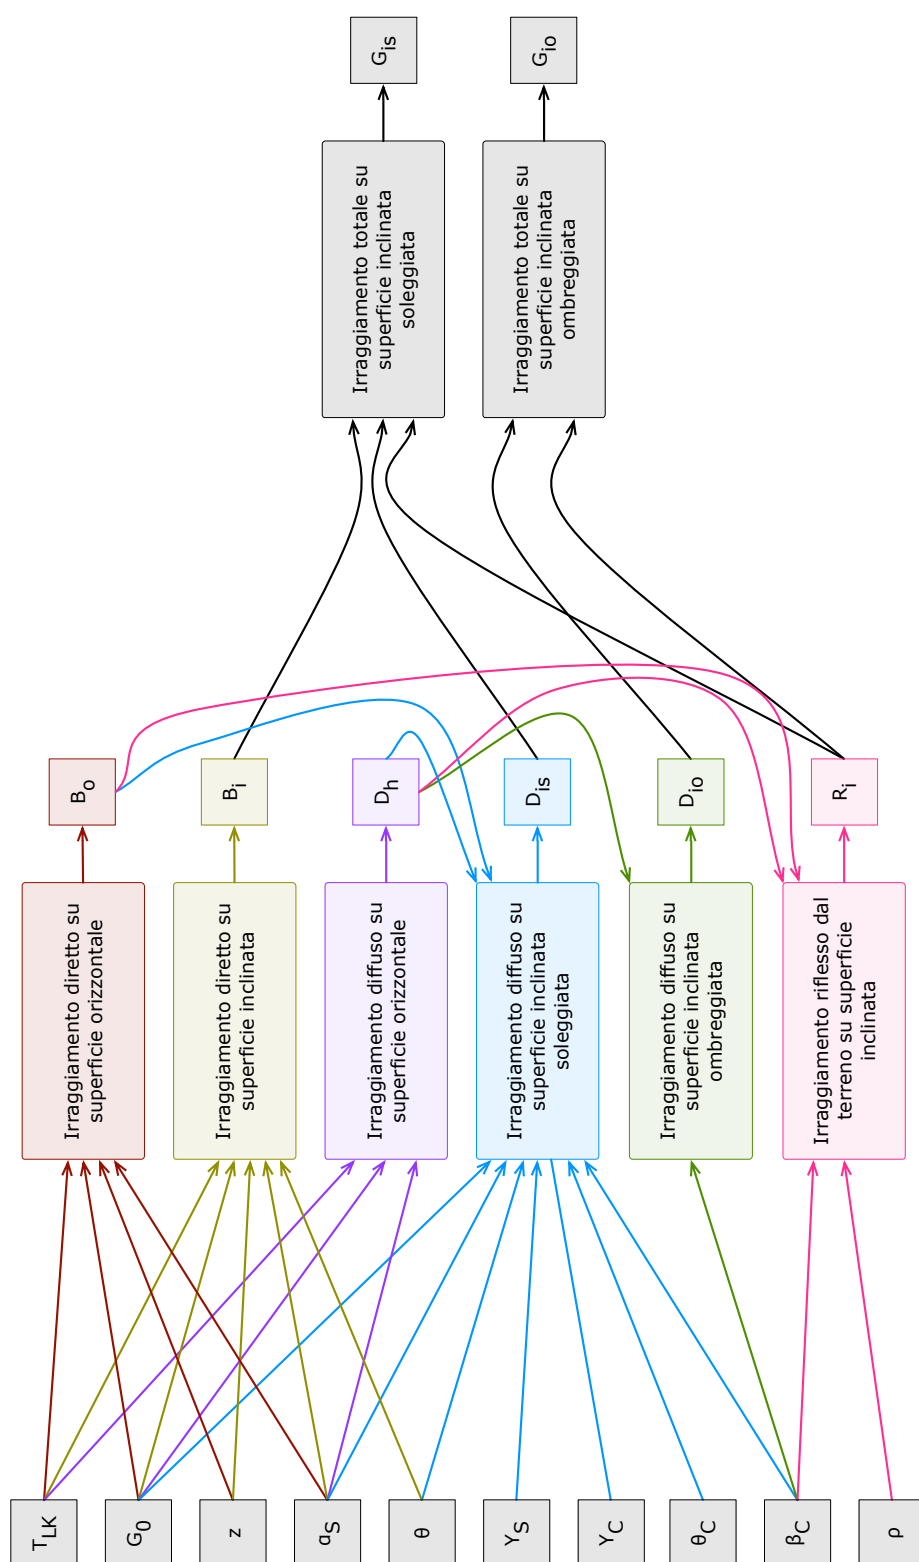 T_LK
G_0
z
α_S
θ
γ_S
γ_C
θ_C
β_C
ρ
Irraggiamento diretto su
superficie orizzontale
Irraggiamento diretto su
superficie inclinata
Irraggiamento diffuso su
superficie orizzontale
Irraggiamento diffuso su
superficie inclinata
soleggiata
Irraggiamento diffuso su
superficie inclinata
ombreggiata
Irraggiamento riflesso dal
terreno su superficie
inclinata
B_o
B_i
D_h
D_is
D_io
R_i
Irraggiamento totale su
superficie inclinata
soleggiata
Irraggiamento totale su
superficie inclinata
ombreggiata
G_is
G_io